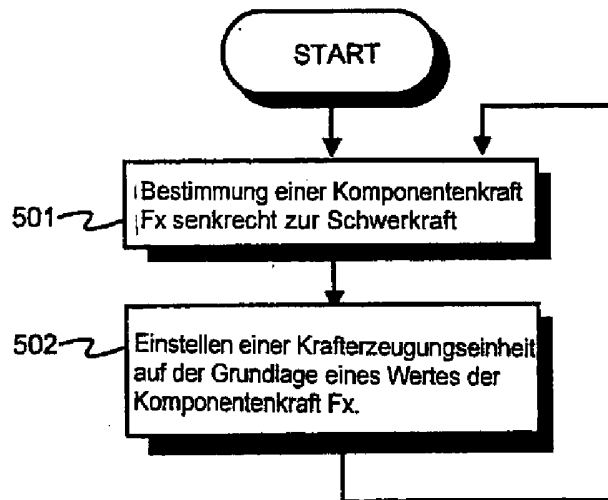 START
501
Bestimmung einer Komponentenkraft
Fx senkrecht zur Schwerkraft
502
Einstellen einer Krafterzeugungseinheit
auf der Grundlage eines Wertes der
Komponentenkraft Fx.